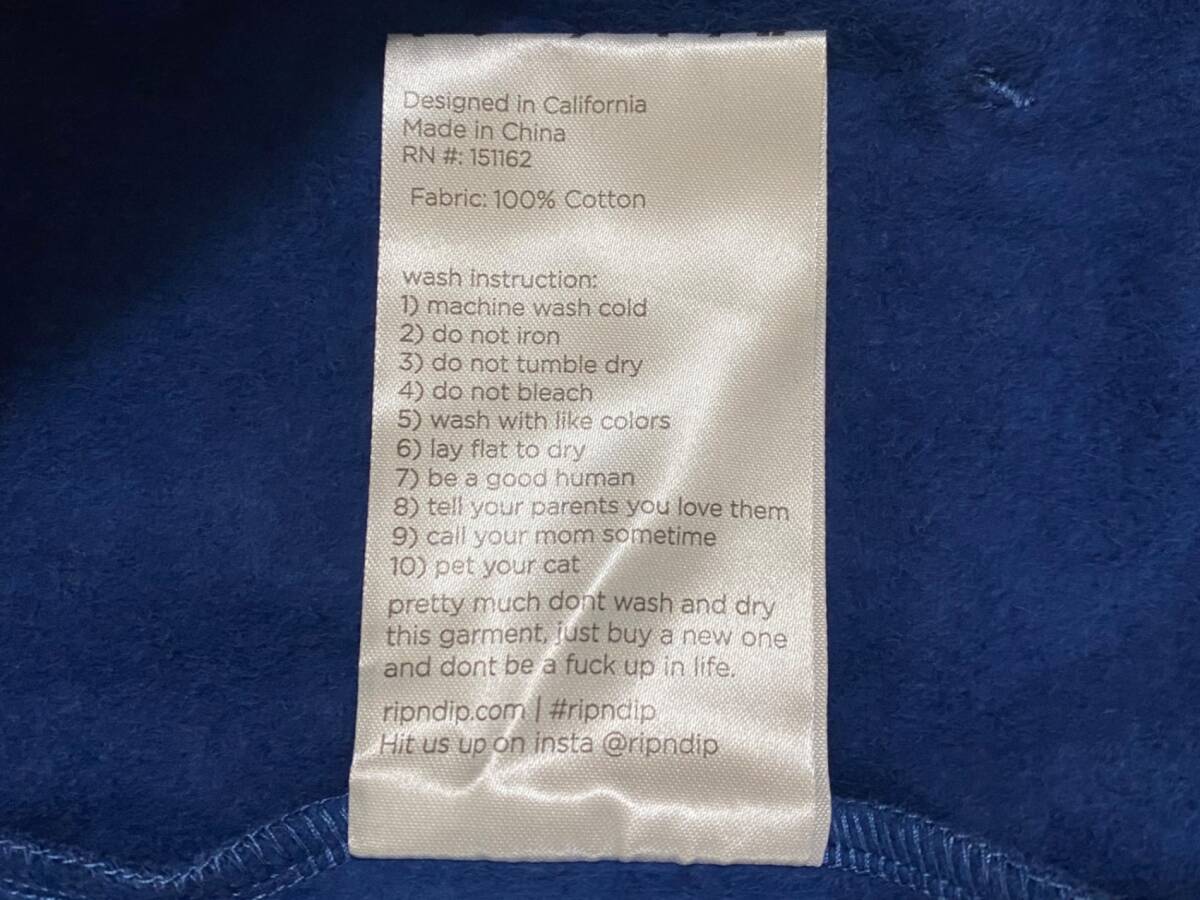 Designed in California
Made in China
RN #: 151162
Fabric: 100% Cotton
wash instruction:
1) machine wash cold
2) do not iron
3) do not tumble dry
4) do not bleach
5) wash with like colors
6) lay flat to dry
7) be a good human
8) tell your parents you love them
9) call your mom sometime
10) pet your cat
pretty much dont wash and dry
this garment, just buy a new one
and dont be a fuck up in life.
ripndip.com | #ripndip
Hit us up on insta @ripndip